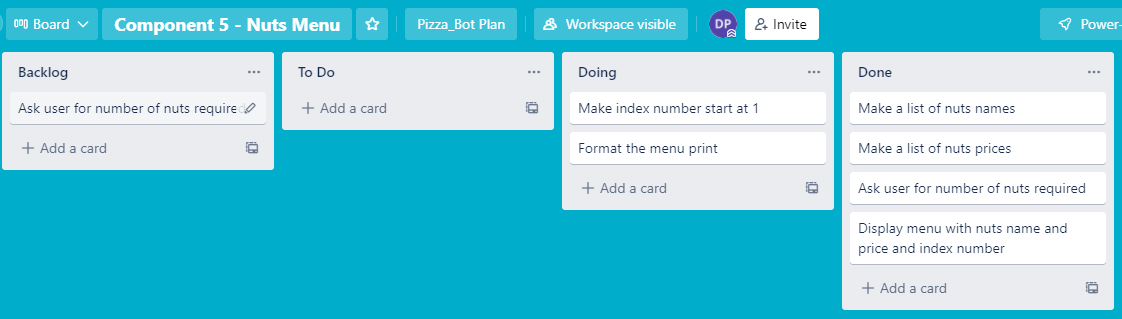 Board
Component 5 - Nuts Menu
Pizza_Bot Plan
Workspace visible
DP
Invite
Power-
Backlog
Ask user for number of nuts required
Add a card
To Do
Add a card
Doing
Make index number start at 1
Format the menu print
Add a card
Done
Make a list of nuts names
Make a list of nuts prices
Ask user for number of nuts required
Display menu with nuts name and
price and index number
Add a card